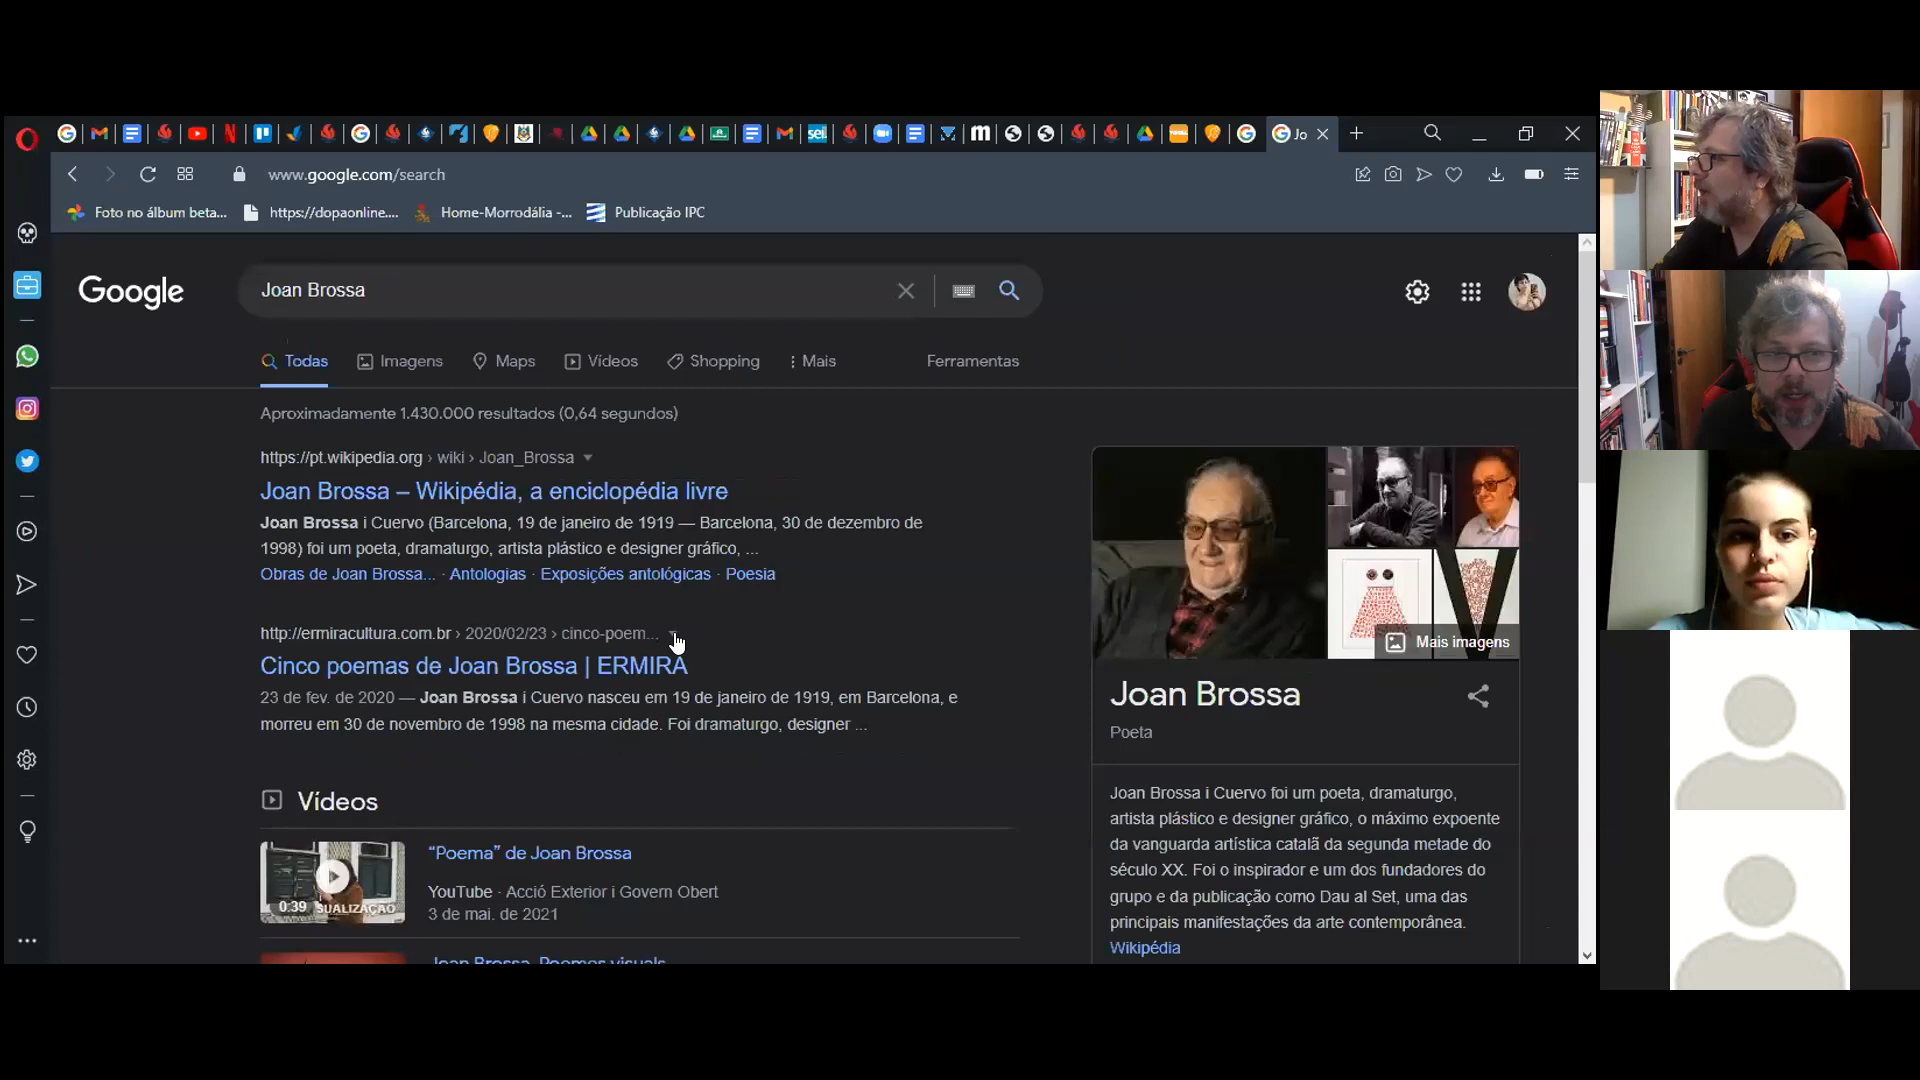 Jo
www.google.com/search
Foto no álbum beta...
https://dopaonline....
Home-Morrodália -...
Publicação IPC
Google
Joan Brossa
Todas
Imagens
Maps
Vídeos
Shopping
Mais
Ferramentas
Aproximadamente 1.430.000 resultados (0,64 segundos)
https://pt.wikipedia.org › wiki › Joan_Brossa
Joan Brossa – Wikipédia, a enciclopédia livre
Joan Brossa i Cuervo (Barcelona, 19 de janeiro de 1919 — Barcelona, 30 de dezembro de
1998) foi um poeta, dramaturgo, artista plástico e designer gráfico, ...
Obras de Joan Brossa... · Antologias · Exposições antológicas · Poesia
http://ermiracultura.com.br › 2020/02/23 › cinco-poem...
Cinco poemas de Joan Brossa | ERMIRA
23 de fev. de 2020 — Joan Brossa i Cuervo nasceu em 19 de janeiro de 1919, em Barcelona, e
morreu em 30 de novembro de 1998 na mesma cidade. Foi dramaturgo, designer ...
Vídeos
"Poema" de Joan Brossa
YouTube · Acció Exterior i Govern Obert
3 de mai. de 2021
0:39
SUALIZAÇÃO
Joan Brossa. Poemes visuals
Mais imagens
Joan Brossa
Poeta
Joan Brossa i Cuervo foi um poeta, dramaturgo,
artista plástico e designer gráfico, o máximo expoente
da vanguarda artística catalã da segunda metade do
século XX. Foi o inspirador e um dos fundadores do
grupo e da publicação como Dau al Set, uma das
principais manifestações da arte contemporânea.
Wikipédia